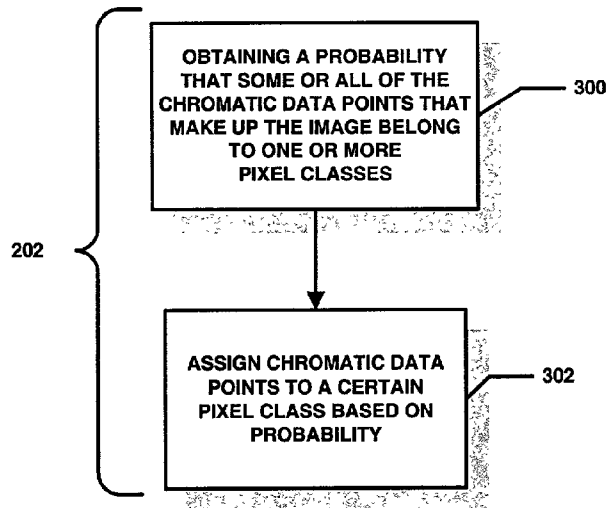 OBTAINING A PROBABILITY
THAT SOME OR ALL OF THE
CHROMATIC DATA POINTS THAT
MAKE UP THE IMAGE BELONG
TO ONE OR MORE
PIXEL CLASSES
300
202
ASSIGN CHROMATIC DATA
POINTS TO A CERTAIN
PIXEL CLASS BASED ON
PROBABILITY
302